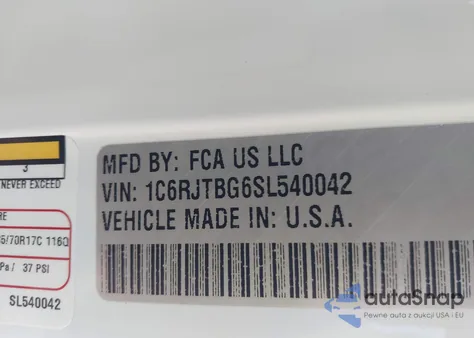 MFD BY: FCA US LLC
VIN: 1C6RJTBG6SL540042
VEHICLE MADE IN: U.S.A.
3
NEVER EXCEED
RE
5/70R17C 116Q
Pa / 37 PSI
SL540042
autaSnap
Pewne auta z aukcji USA i EU